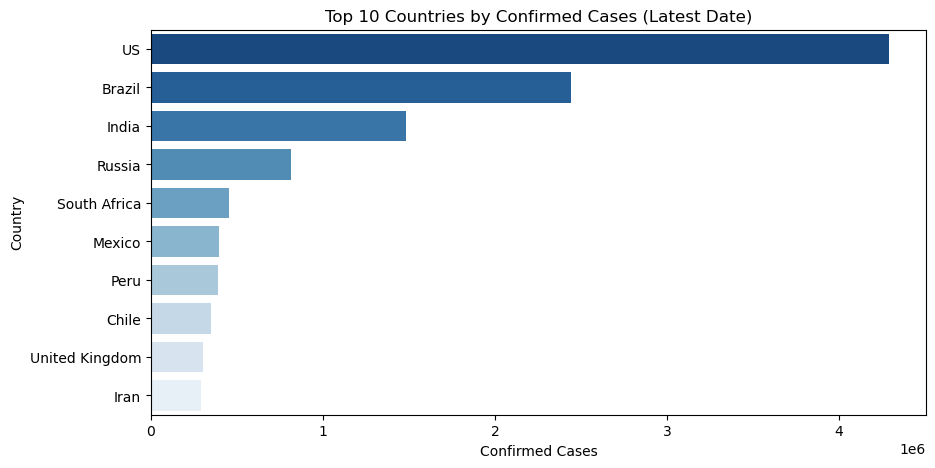 Top 10 Countries by Confirmed Cases (Latest Date)
Country
US
Brazil
India
Russia
South Africa
Mexico
Peru
Chile
United Kingdom
Iran
0 1 2 3 4
1e6
Confirmed Cases